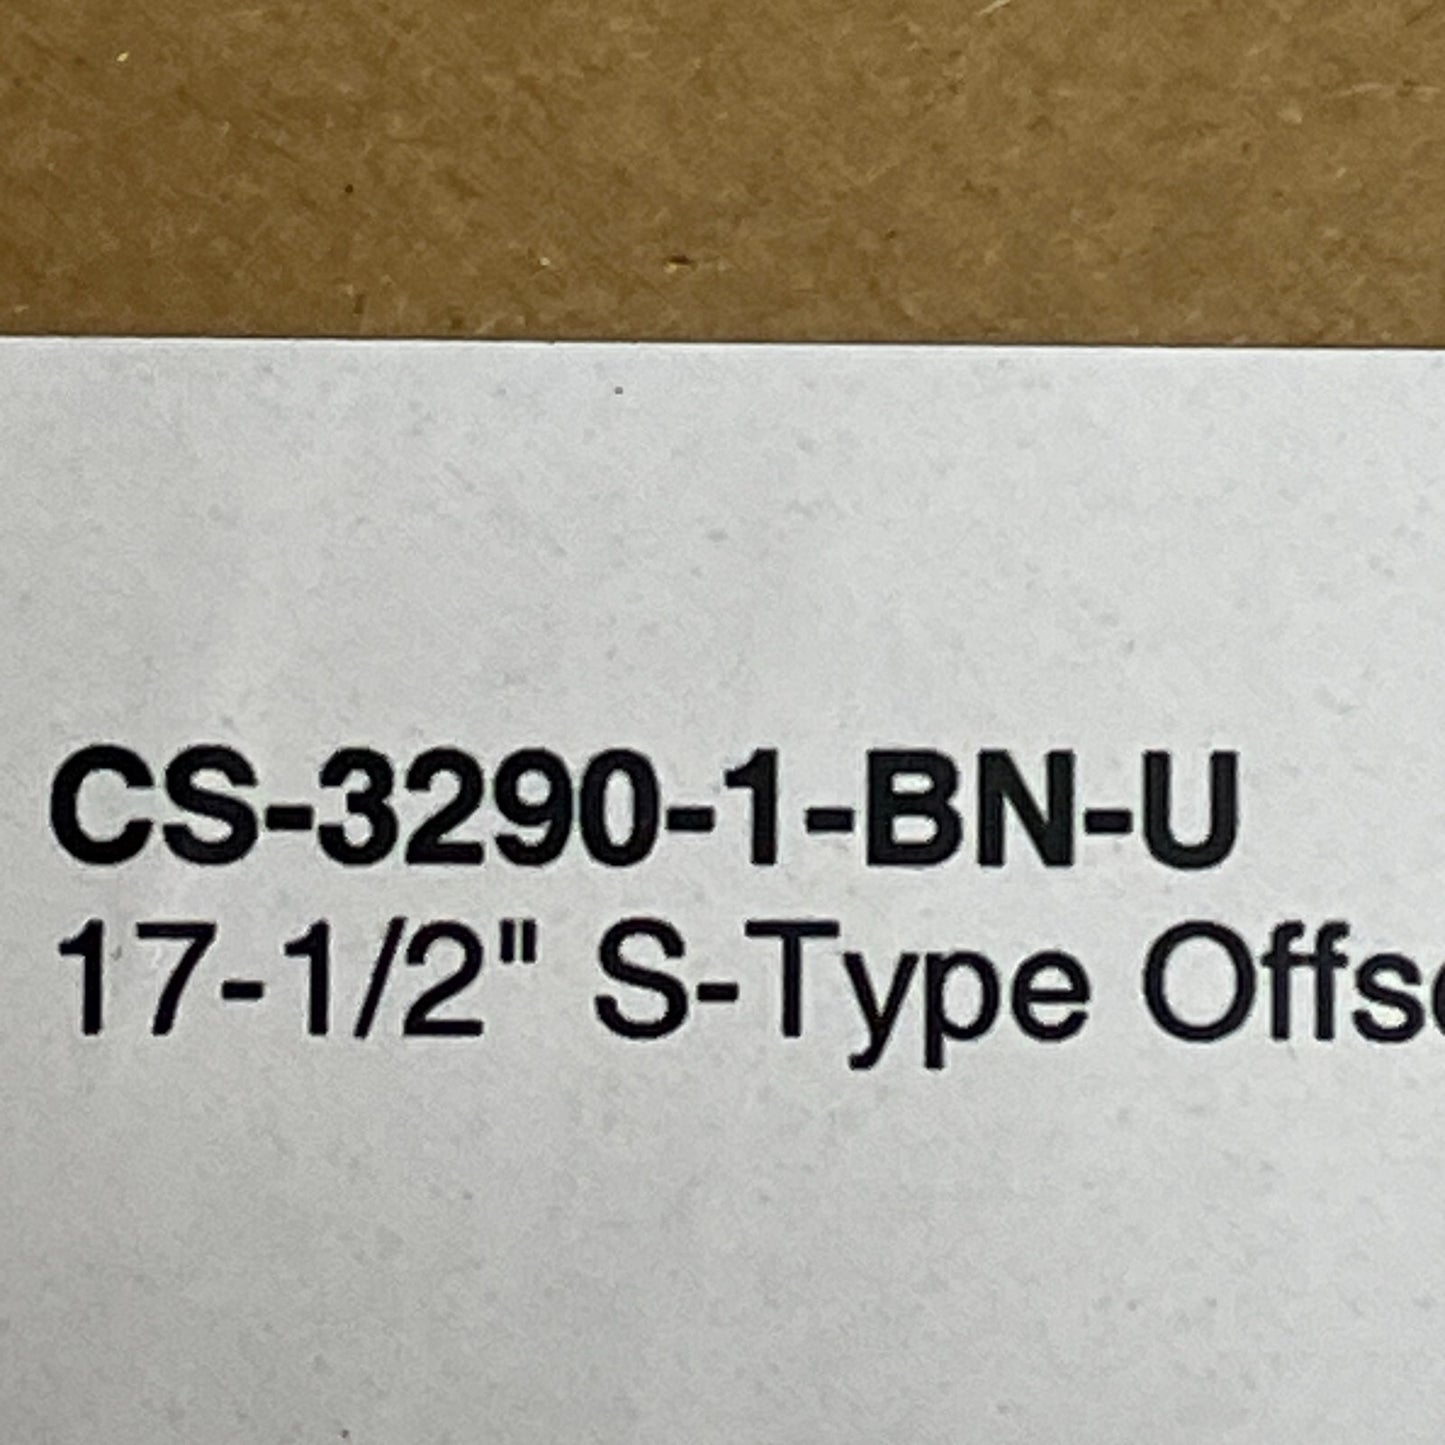 CS-3290-1-BN-U
17-1/2" S-Type